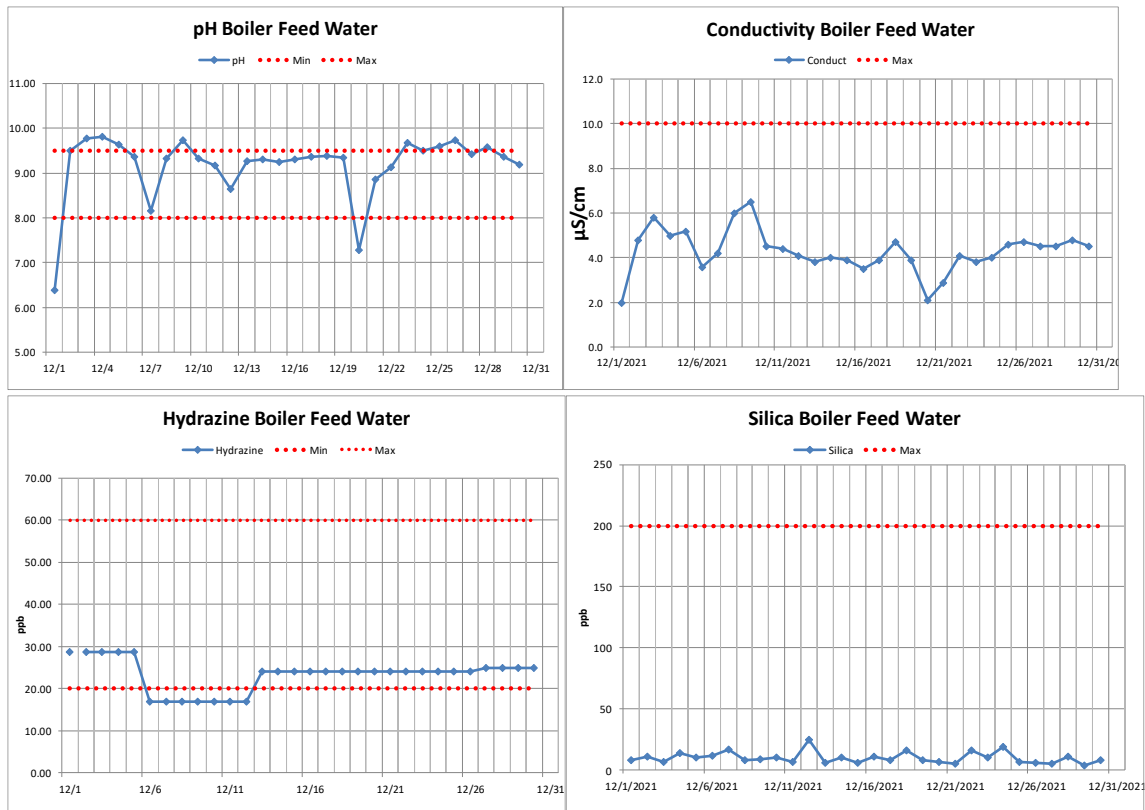 pH Boiler Feed Water
pH Min Max
11.00
10.00
9.00
8.00
7.00
6.00
5.00
12/1 12/4 12/7 12/10 12/13 12/16 12/19 12/22 12/25 12/28 12/31
Conductivity Boiler Feed Water
Conduct Max
µS/cm
12.0
10.0
8.0
6.0
4.0
2.0
0.0
12/1/2021 12/6/2021 12/11/2021 12/16/2021 12/21/2021 12/26/2021 12/31/20
Hydrazine Boiler Feed Water
Hydrazine Min Max
ppb
70.00
60.00
50.00
40.00
30.00
20.00
10.00
0.00
12/1 12/6 12/11 12/16 12/21 12/26 12/31
Silica Boiler Feed Water
Silica Max
ppb
250
200
150
100
50
0
12/1/2021 12/6/2021 12/11/2021 12/16/2021 12/21/2021 12/26/2021 12/31/2021